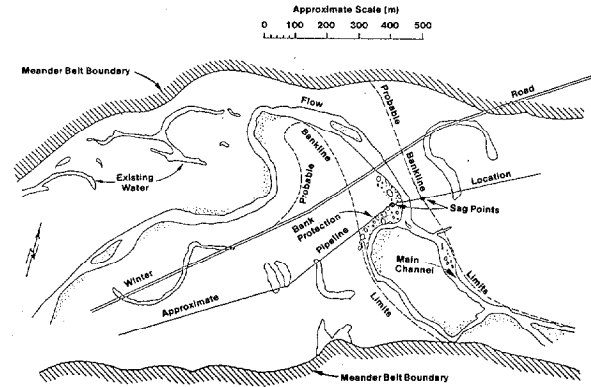 Approximate Scale (m)
0 100 200 300 400 500
Meander Belt Boundary
Road
Flow
Probable
Bankline
Bankline
Probable
Existing
Water
Location
Sag Points
Bank
Protection
Pipeline
Main
Channel
Winter
Limits
Limits
Approximate
Meander Belt Boundary